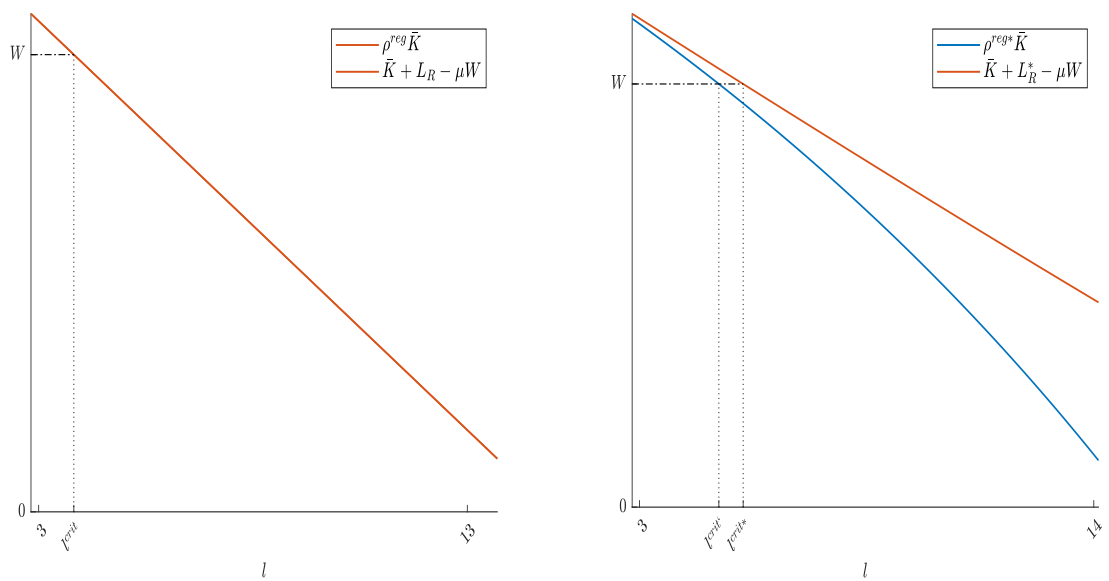 ρ^{reg}K̄
K̄ + L_R − μW
W
0
3
l^{crit}
13
l
ρ^{reg*}K̄
K̄ + L_R^* − μW
W
0
3
l^{crit'}
l^{crit*}
14
l